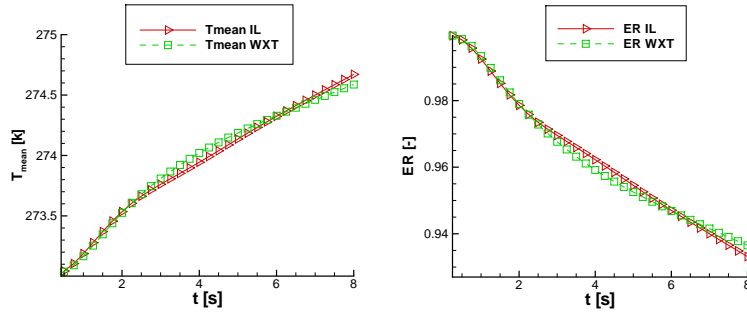 Tmean IL
Tmean WXT
275
274.5
274
273.5
T mean [k]
2
4
6
8
t [s]
ER IL
ER WXT
0.98
0.96
0.94
ER [-]
2
4
6
8
t [s]